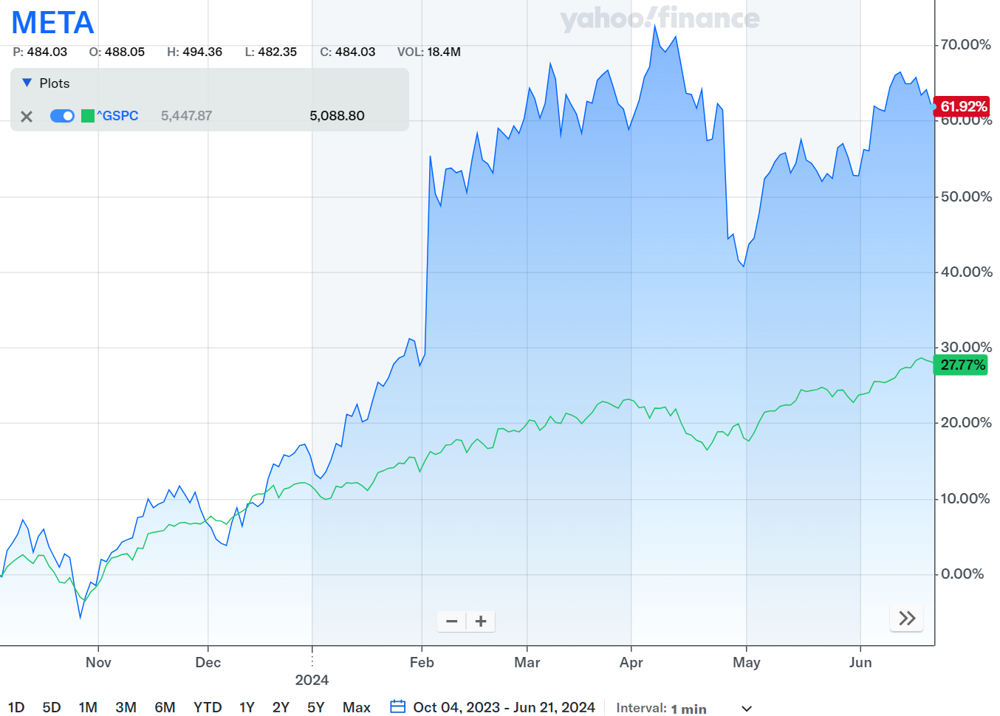 yahoo!finance
META
P: 484.03 O: 488.05 H: 494.36 L: 482.35 C: 484.03 VOL: 18.4M
Plots
^GSPC 5,447.87 5,088.80
70.00%
61.92%
60.00%
50.00%
40.00%
30.00%
27.77%
20.00%
10.00%
0.00%
Nov Dec Feb Mar Apr May Jun
2024
1D 5D 1M 3M 6M YTD 1Y 2Y 5Y Max Oct 04, 2023 - Jun 21, 2024 Interval: 1 min